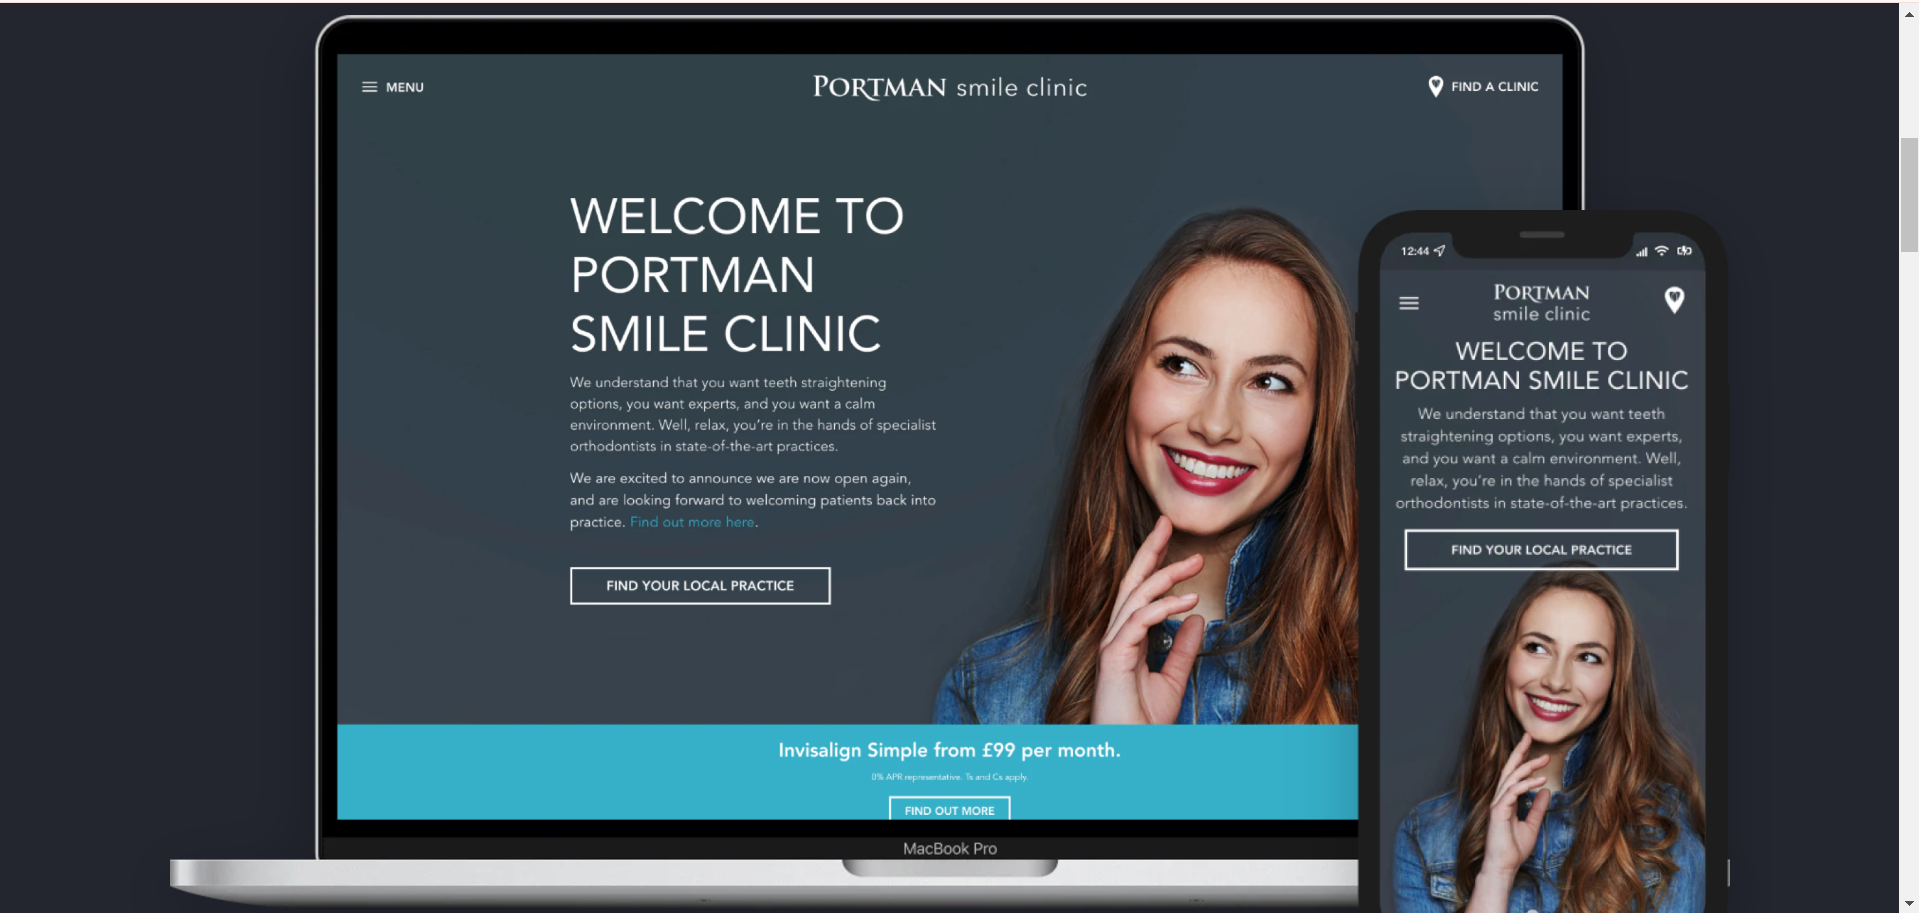 MENU
PORTMAN smile clinic
FIND A CLINIC
WELCOME TO
PORTMAN
SMILE CLINIC
We understand that you want teeth straightening
options, you want experts, and you want a calm
environment. Well, relax, you're in the hands of specialist
orthodontists in state-of-the-art practices.
We are excited to announce we are now open again,
and are looking forward to welcoming patients back into
practice. Find out more here.
FIND YOUR LOCAL PRACTICE
Invisalign Simple from £99 per month.
0% APR representative. Ts and Cs apply.
FIND OUT MORE
MacBook Pro
12:44
PORTMAN
smile clinic
WELCOME TO
PORTMAN SMILE CLINIC
We understand that you want teeth
straightening options, you want experts,
and you want a calm environment. Well,
relax, you're in the hands of specialist
orthodontists in state-of-the-art practices.
FIND YOUR LOCAL PRACTICE